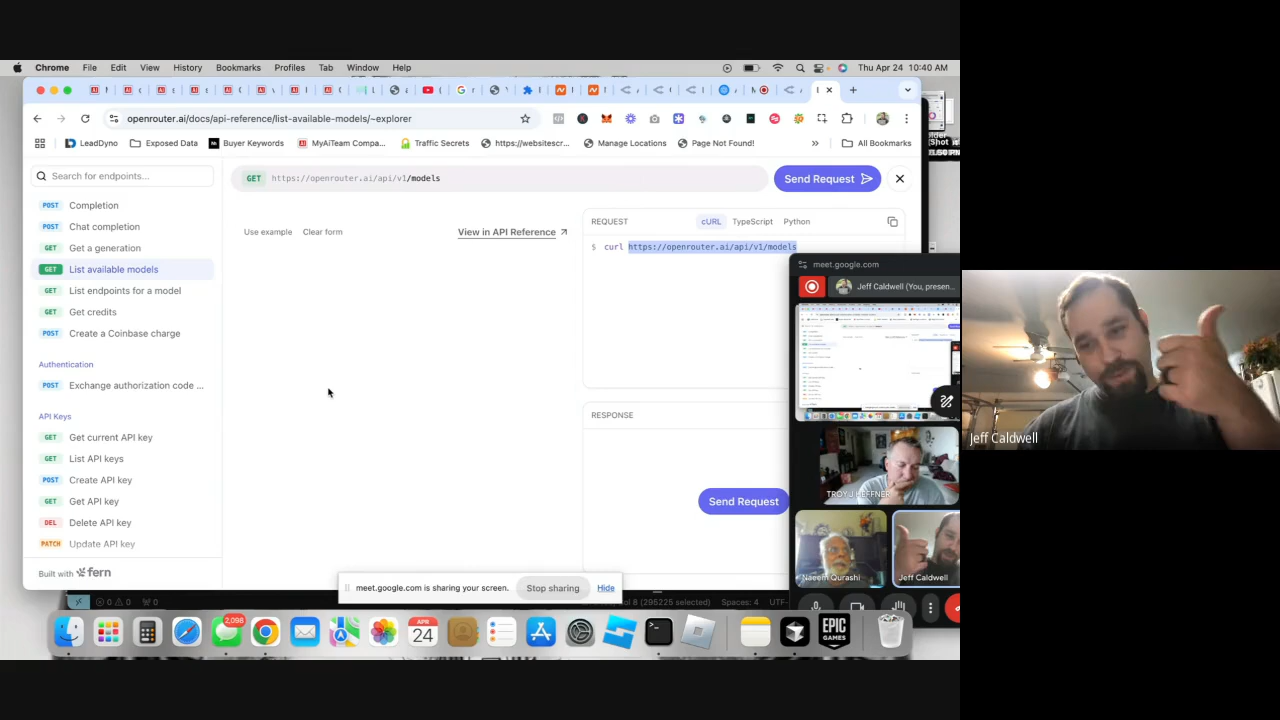 Chrome File Edit View History Bookmarks Profiles Tab Window Help
Thu Apr 24 10:40 AM
openrouter.ai/docs/api-reference/list-available-models/~explorer
LeadDyno Exposed Data Buyer Keywords MyAiTeam Compa... Traffic Secrets https://websitescr... Manage Locations Page Not Found! » All Bookmarks
Search for endpoints...
GET https://openrouter.ai/api/v1/models
Send Request
POST Completion
POST Chat completion
GET Get a generation
GET List available models
GET List endpoints for a model
GET Get credits
POST Create Coinbase charge
Authentication
POST Exchange authorization code ...
API Keys
GET Get current API key
GET List API keys
POST Create API key
GET Get API key
DEL Delete API key
PATCH Update API key
Built with fern
Use example Clear form
View in API Reference
REQUEST cURL TypeScript Python
$ curl https://openrouter.ai/api/v1/models
RESPONSE
Send Request
meet.google.com
Jeff Caldwell (You, presen...
TROY J HEFFNER
Naeem Qurashi
Jeff Caldwell
meet.google.com is sharing your screen.
Stop sharing
Hide
(295225 selected) Spaces: 4 UTF-
2,098
APR
24
EPIC
GAMES
Jeff Caldwell